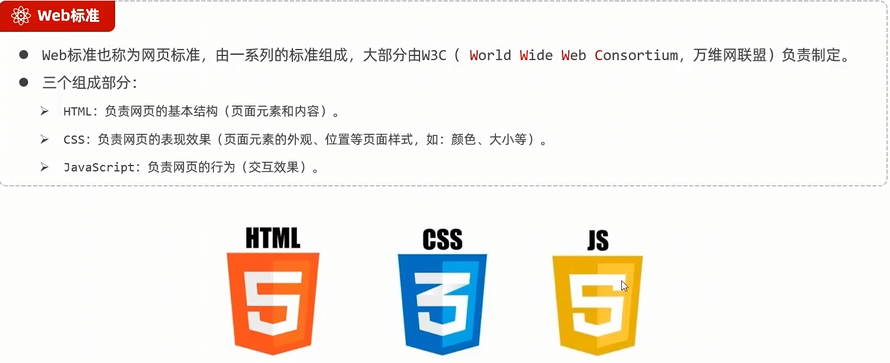 Web标准
Web标准也称为网页标准，由一系列的标准组成，大部分由W3C（ World Wide Web Consortium，万维网联盟）负责制定。
三个组成部分：
HTML：负责网页的基本结构（页面元素和内容）。
CSS：负责网页的表现效果（页面元素的外观、位置等页面样式，如：颜色、大小等）。
JavaScript：负责网页的行为（交互效果）。
HTML CSS JS
5 3 5